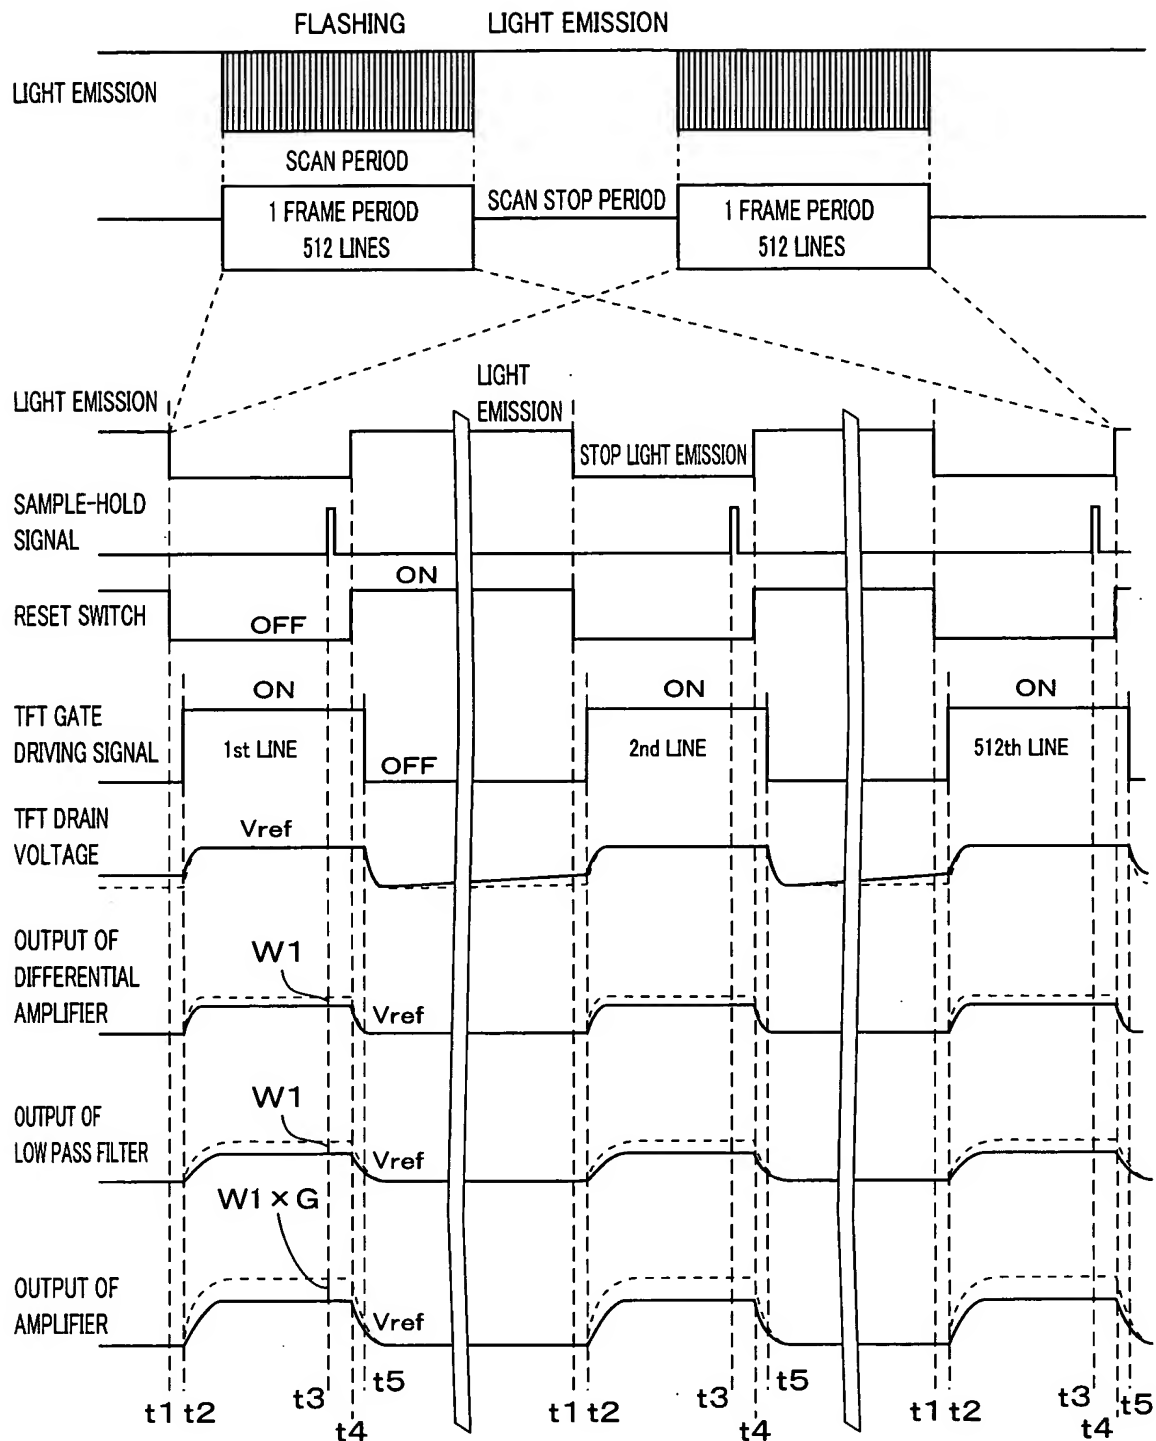 FLASHING
LIGHT EMISSION
LIGHT EMISSION
SCAN PERIOD
1 FRAME PERIOD
512 LINES
SCAN STOP PERIOD
1 FRAME PERIOD
512 LINES
LIGHT EMISSION
LIGHT
EMISSION
STOP LIGHT EMISSION
SAMPLE-HOLD
SIGNAL
ON
RESET SWITCH
OFF
ON
ON
ON
TFT GATE
DRIVING SIGNAL
1st LINE
OFF
2nd LINE
512th LINE
TFT DRAIN
VOLTAGE
Vref
OUTPUT OF
DIFFERENTIAL
AMPLIFIER
W1
Vref
W1
OUTPUT OF
LOW PASS FILTER
Vref
W1×G
OUTPUT OF
AMPLIFIER
Vref
t1 t2 t3 t4 t5
t1 t2 t3 t4 t5
t1 t2 t3 t4 t5